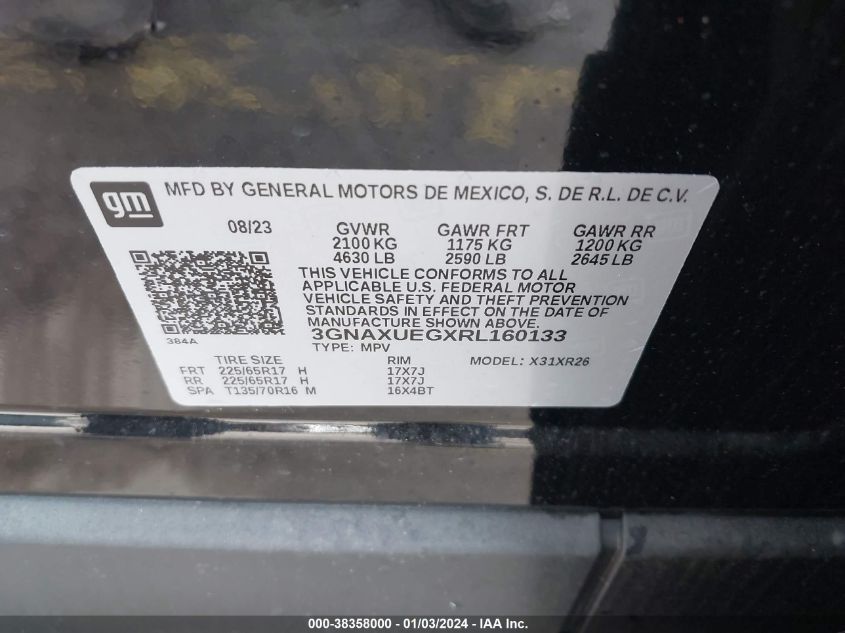 gm
MFD BY GENERAL MOTORS DE MEXICO, S. DE R.L. DE C.V.
08/23 GVWR GAWR FRT GAWR RR
2100 KG 1175 KG 1200 KG
4630 LB 2590 LB 2645 LB
THIS VEHICLE CONFORMS TO ALL
APPLICABLE U.S. FEDERAL MOTOR
VEHICLE SAFETY AND THEFT PREVENTION
STANDARDS IN EFFECT ON THE DATE OF
MANUFACTURE SHOWN ABOVE.
384A 3GNAXUEGXRL160133
TYPE: MPV
TIRE SIZE RIM MODEL: X31XR26
FRT 225/65R17 H 17X7J
RR 225/65R17 H 17X7J
SPA T135/70R16 M 16X4BT
000-38358000 - 01/03/2024 - IAA Inc.